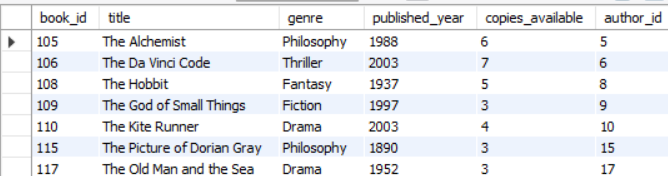 book_id title genre published_year copies_available author_id
105 The Alchemist Philosophy 1988 6 5
106 The Da Vinci Code Thriller 2003 7 6
108 The Hobbit Fantasy 1937 5 8
109 The God of Small Things Fiction 1997 3 9
110 The Kite Runner Drama 2003 4 10
115 The Picture of Dorian Gray Philosophy 1890 3 15
117 The Old Man and the Sea Drama 1952 3 17